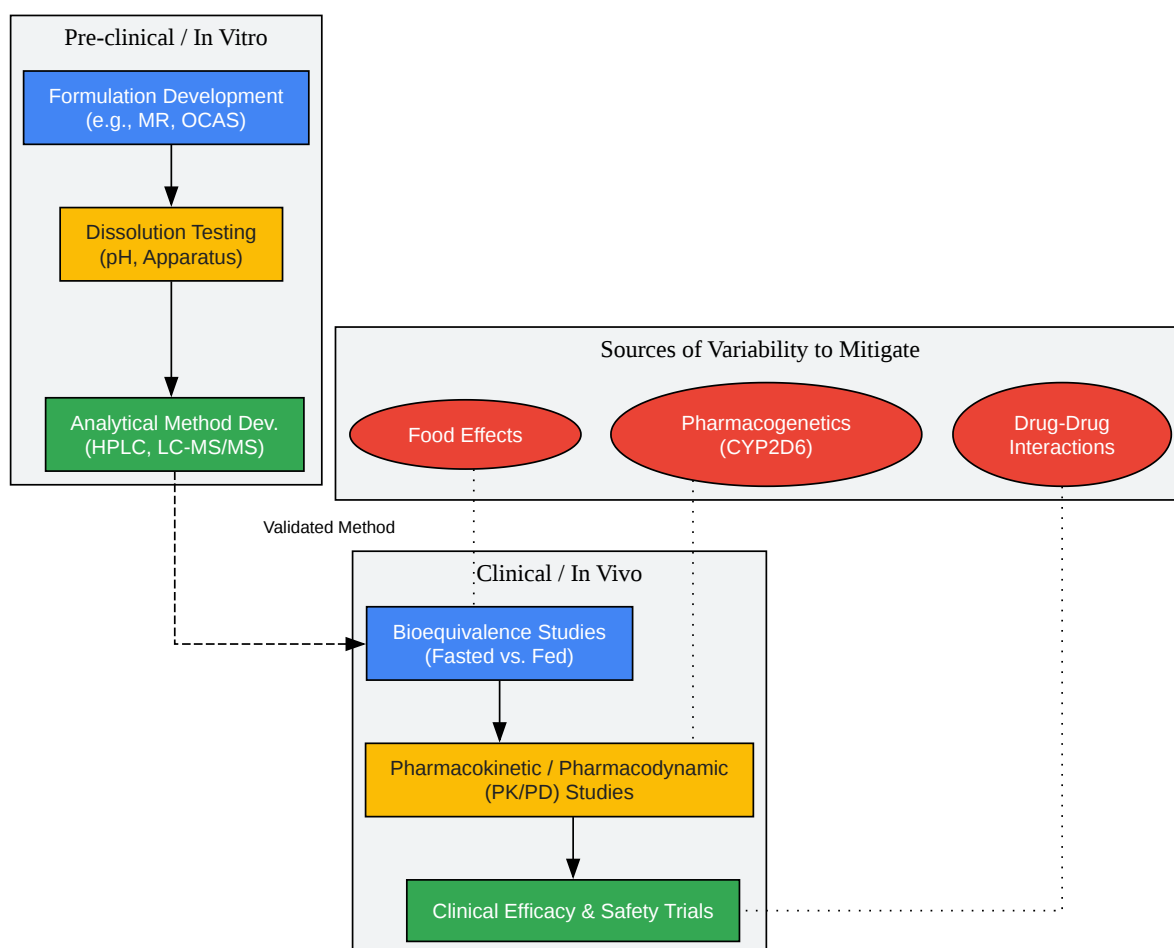 Pre-clinical / In Vitro
Formulation Development
(e.g., MR, OCAS)
Dissolution Testing
(pH, Apparatus)
Analytical Method Dev.
(HPLC, LC-MS/MS)
Sources of Variability to Mitigate
Food Effects
Pharmacogenetics
(CYP2D6)
Drug-Drug
Interactions
Validated Method
Clinical / In Vivo
Bioequivalence Studies
(Fasted vs. Fed)
Pharmacokinetic / Pharmacodynamic
(PK/PD) Studies
Clinical Efficacy & Safety Trials